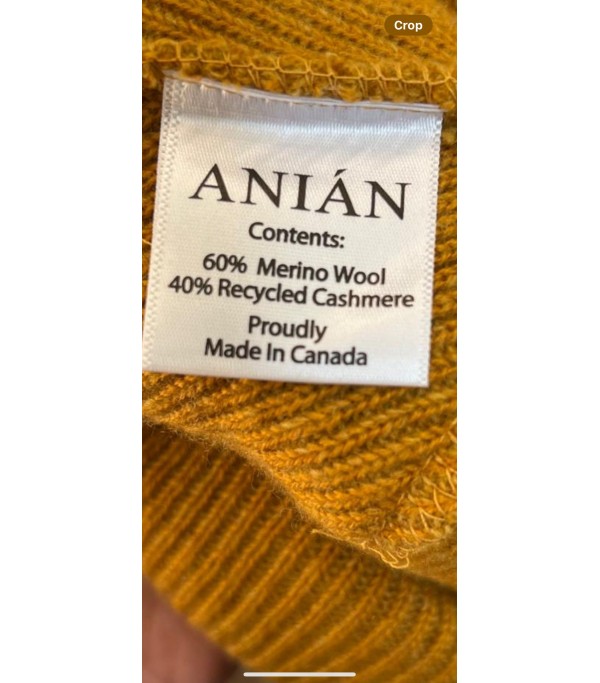 Crop
ANIÁN
Contents:
60% Merino Wool
40% Recycled Cashmere
Proudly
Made In Canada